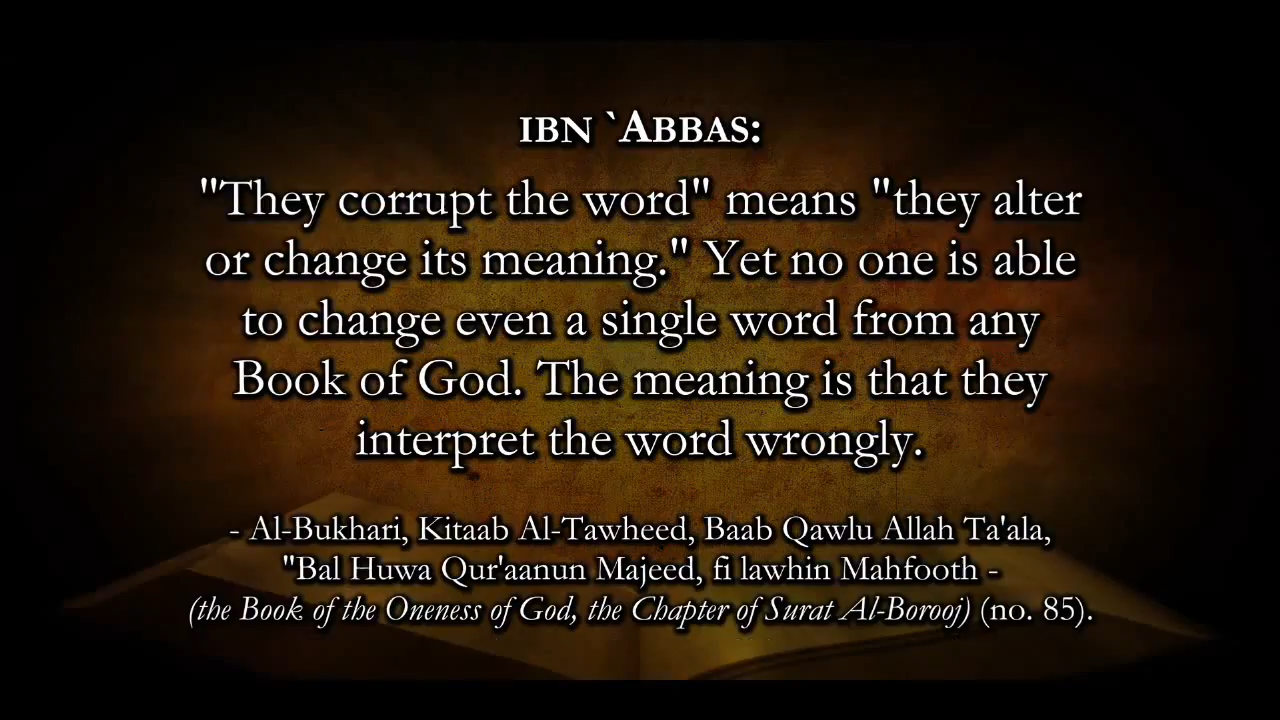 IBN `ABBAS:
"They corrupt the word" means "they alter
or change its meaning." Yet no one is able
to change even a single word from any
Book of God. The meaning is that they
interpret the word wrongly.
- Al-Bukhari, Kitaab Al-Tawheed, Baab Qawlu Allah Ta'ala,
"Bal Huwa Qur'aanun Majeed, fi lawhin Mahfooth -
(the Book of the Oneness of God, the Chapter of Surat Al-Borooj) (no. 85).